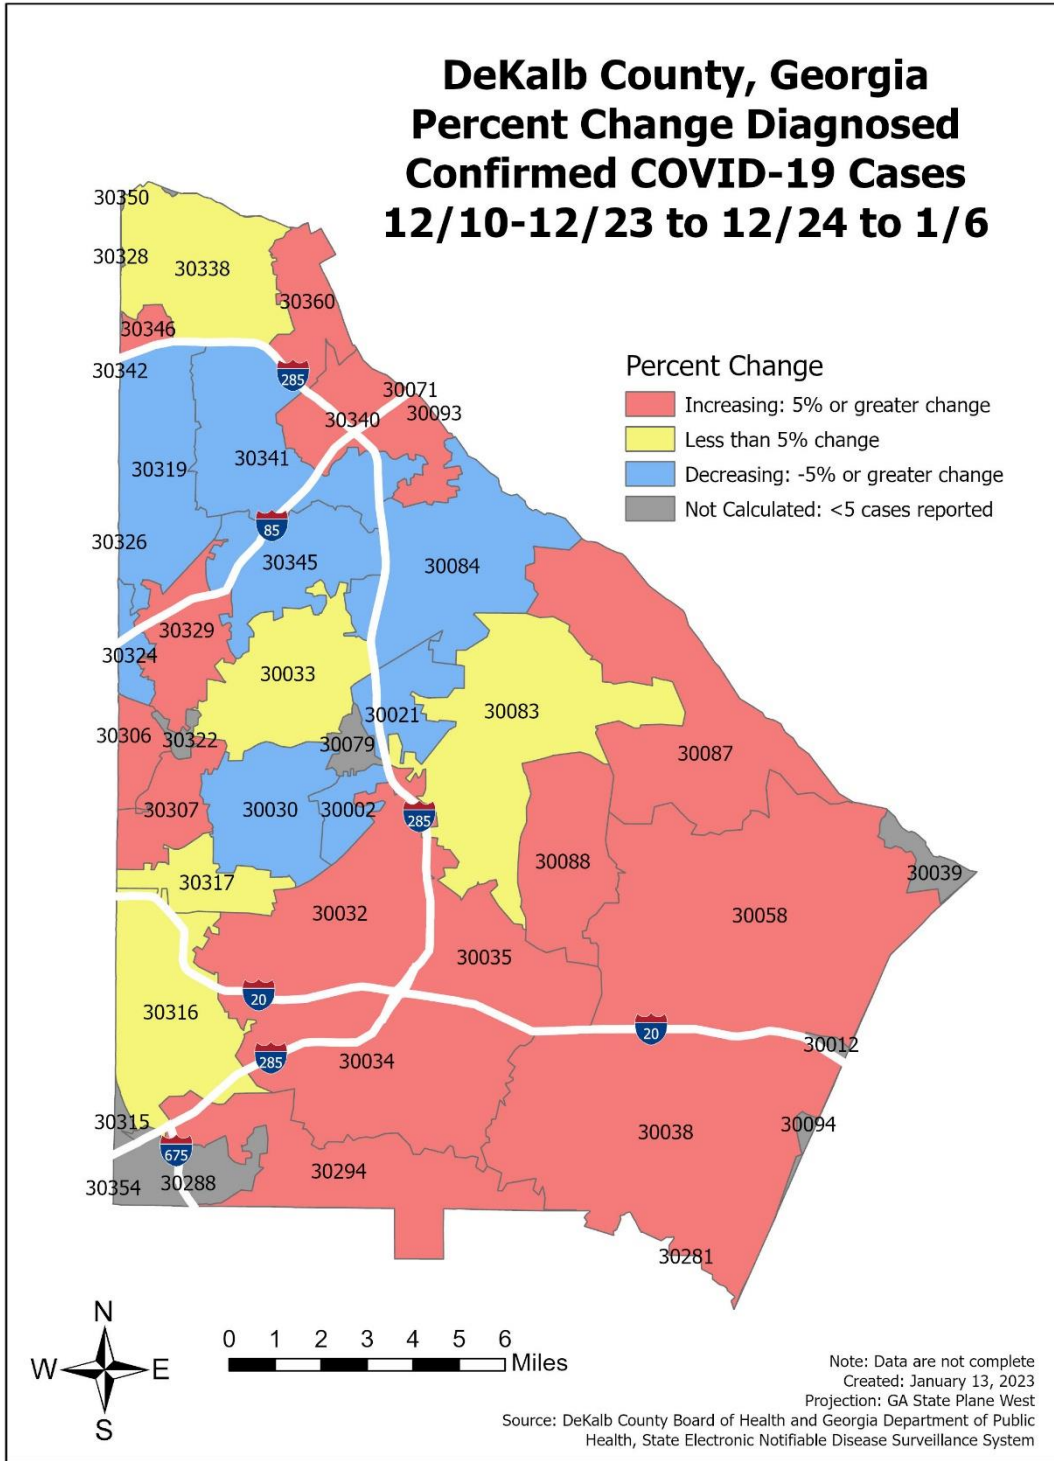 DeKalb County, Georgia
Percent Change Diagnosed
Confirmed COVID-19 Cases
12/10-12/23 to 12/24 to 1/6
30350
30328
30338
30360
30346
30342
285
30071
30093
30340
Percent Change
Increasing: 5% or greater change
Less than 5% change
Decreasing: -5% or greater change
Not Calculated: <5 cases reported
30319
30341
85
30326
30345
30084
30329
30324
30033
30021
30083
30306
30322
30079
30087
30307
30030
30002
285
30088
30039
30317
30032
30058
30035
20
30316
20
30012
285
30034
30315
30094
30038
675
30294
30354
30288
30281
N
W
E
S
0 1 2 3 4 5 6
Miles
Note: Data are not complete
Created: January 13, 2023
Projection: GA State Plane West
Source: DeKalb County Board of Health and Georgia Department of Public
Health, State Electronic Notifiable Disease Surveillance System